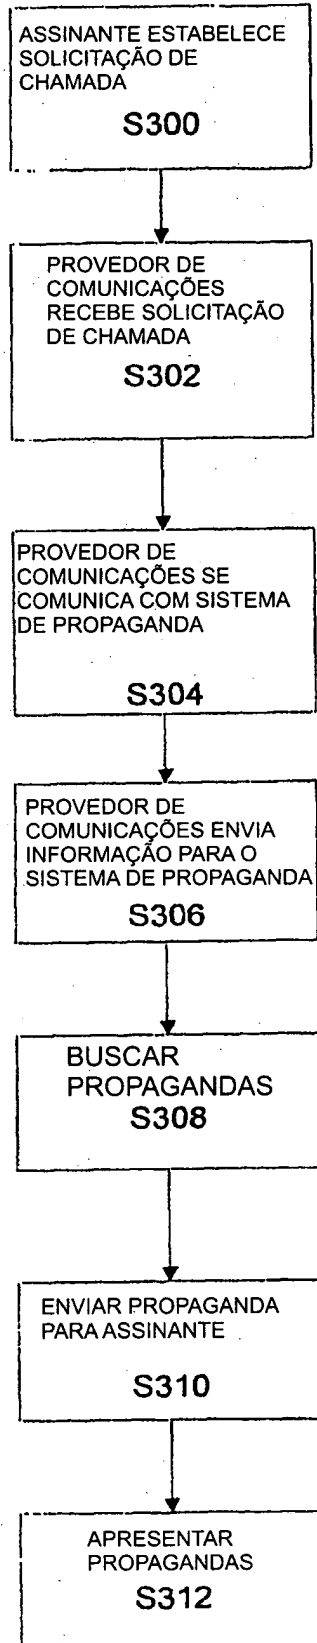 ASSINANTE ESTABELECE
SOLICITAÇÃO DE
CHAMADA
S300
PROVEDOR DE
COMUNICAÇÕES
RECEBE SOLICITAÇÃO
DE CHAMADA
S302
PROVEDOR DE
COMUNICAÇÕES SE
COMUNICA COM SISTEMA
DE PROPAGANDA
S304
PROVEDOR DE
COMUNICAÇÕES ENVIA
INFORMAÇÃO PARA O
SISTEMA DE PROPAGANDA
S306
BUSCAR
PROPAGANDAS
S308
ENVIAR PROPAGANDA
PARA ASSINANTE
S310
APRESENTAR
PROPAGANDAS
S312